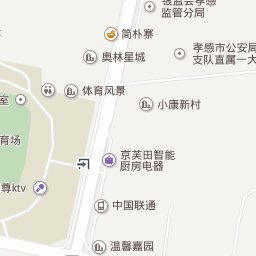 银监会孝感
监管分局
简朴寨
奥林星城
孝感市公安局
支队直属一大
体育风景
室
小康新村
育场
京芙田智能
厨房电器
尊ktv
中国联通
温馨嘉园